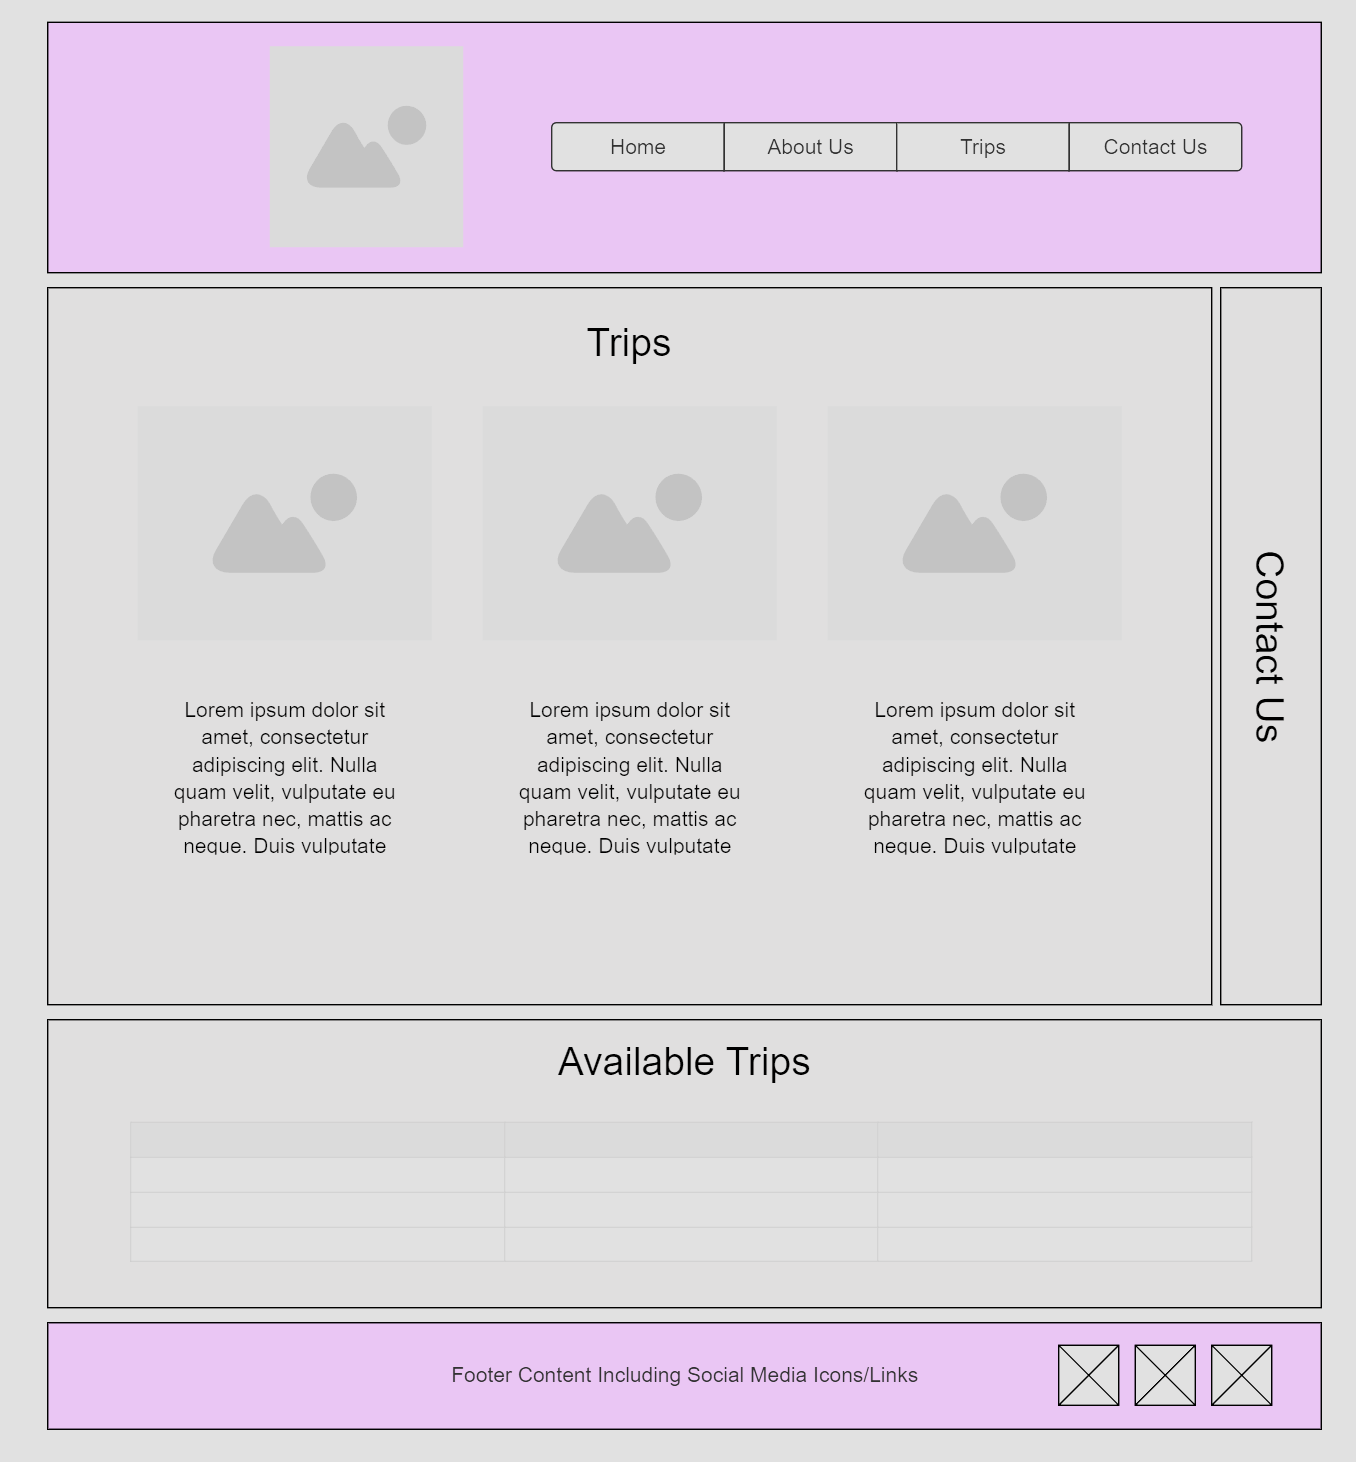 Home
About Us
Trips
Contact Us
Trips
Lorem ipsum dolor sit
amet, consectetur
adipiscing elit. Nulla
quam velit, vulputate eu
pharetra nec, mattis ac
neque. Duis vulputate
Lorem ipsum dolor sit
amet, consectetur
adipiscing elit. Nulla
quam velit, vulputate eu
pharetra nec, mattis ac
neque. Duis vulputate
Lorem ipsum dolor sit
amet, consectetur
adipiscing elit. Nulla
quam velit, vulputate eu
pharetra nec, mattis ac
neque. Duis vulputate
Contact Us
Available Trips
Footer Content Including Social Media Icons/Links